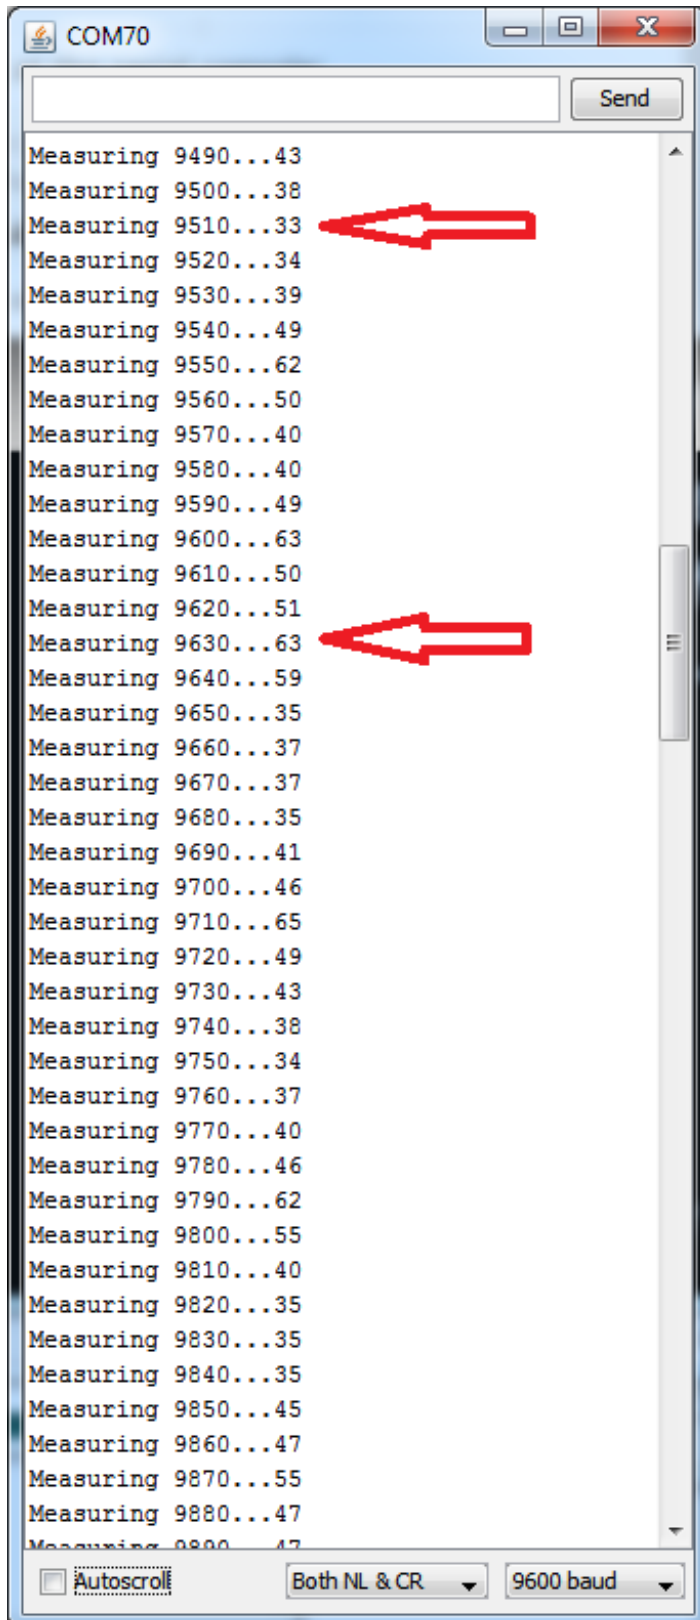 COM70
Send
Measuring 9490...43
Measuring 9500...38
Measuring 9510...33
Measuring 9520...34
Measuring 9530...39
Measuring 9540...49
Measuring 9550...62
Measuring 9560...50
Measuring 9570...40
Measuring 9580...40
Measuring 9590...49
Measuring 9600...63
Measuring 9610...50
Measuring 9620...51
Measuring 9630...63
Measuring 9640...59
Measuring 9650...35
Measuring 9660...37
Measuring 9670...37
Measuring 9680...35
Measuring 9690...41
Measuring 9700...46
Measuring 9710...65
Measuring 9720...49
Measuring 9730...43
Measuring 9740...38
Measuring 9750...34
Measuring 9760...37
Measuring 9770...40
Measuring 9780...46
Measuring 9790...62
Measuring 9800...55
Measuring 9810...40
Measuring 9820...35
Measuring 9830...35
Measuring 9840...35
Measuring 9850...45
Measuring 9860...47
Measuring 9870...55
Measuring 9880...47
Measuring
Autoscroll Both NL & CR 9600 baud